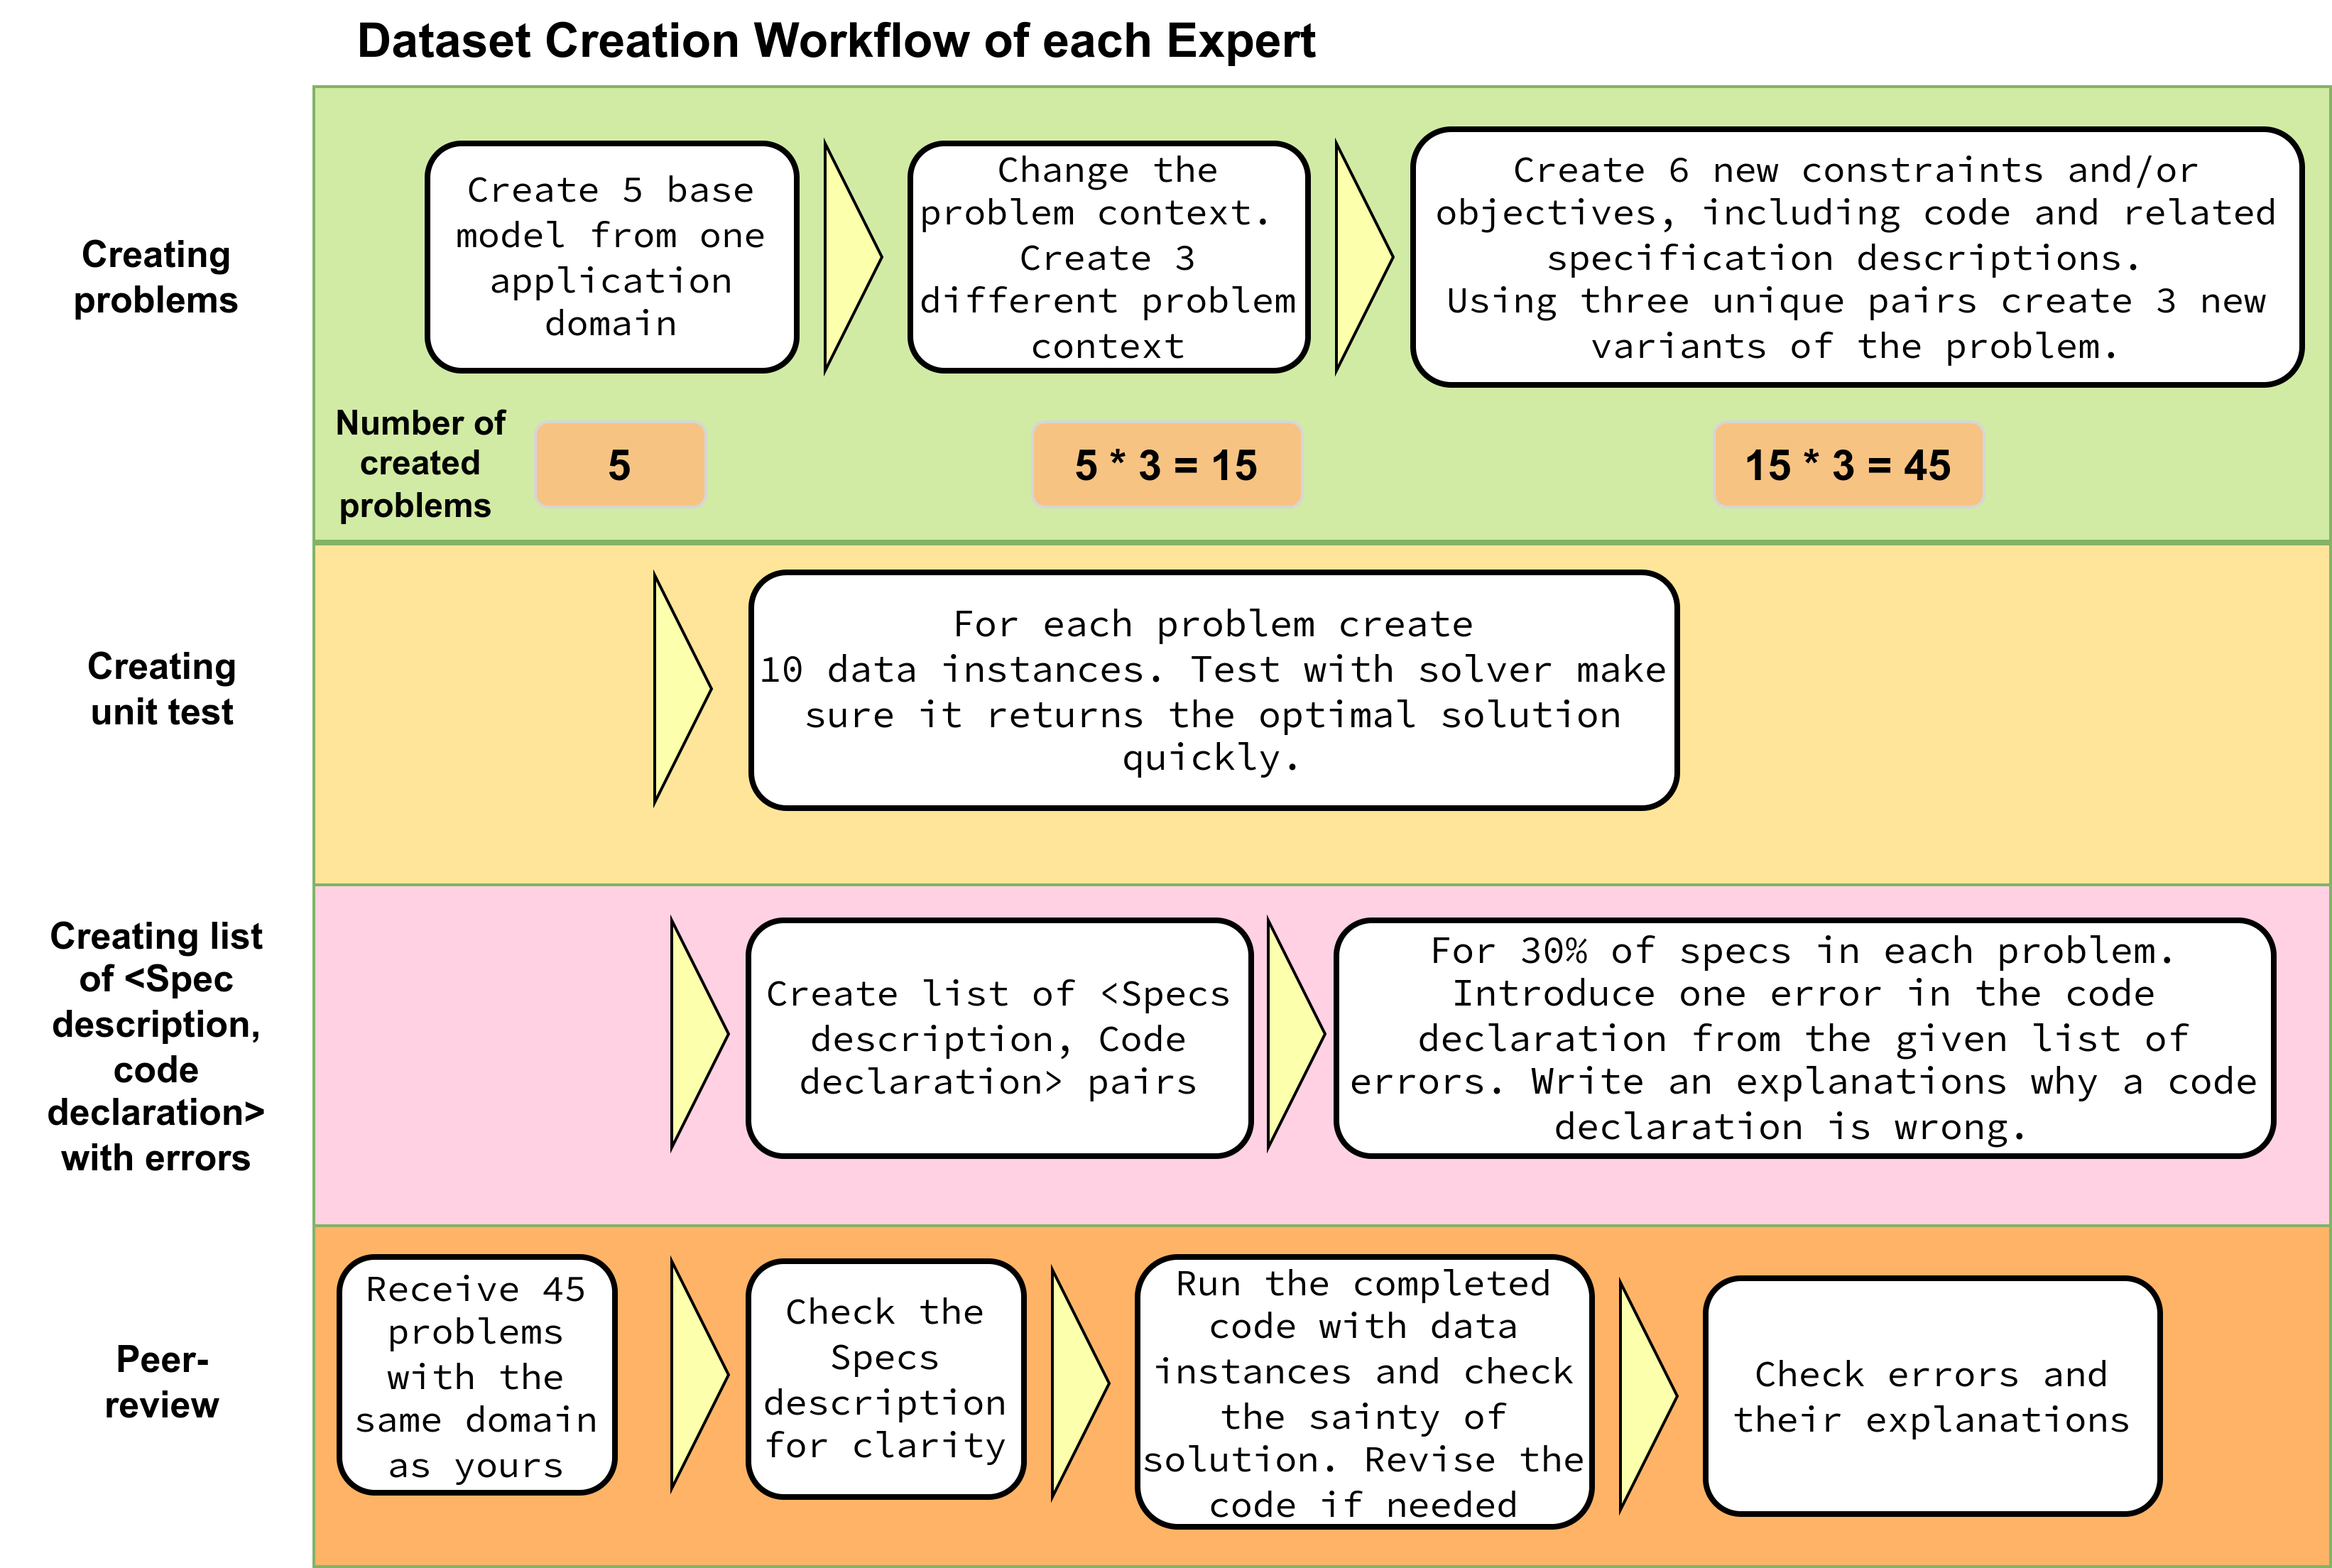 Dataset Creation Workflow of each Expert
Creating
problems
Create 5 base
model from one
application
domain
Change the
problem context.
Create 3
different problem
context
Create 6 new constraints and/or
objectives, including code and related
specification descriptions.
Using three unique pairs create 3 new
variants of the problem.
Number of
created
problems
5
5 * 3 = 15
15 * 3 = 45
Creating
unit test
For each problem create
10 data instances. Test with solver make
sure it returns the optimal solution
quickly.
Creating list
of <Spec
description,
code
declaration>
with errors
Create list of <Specs
description, Code
declaration> pairs
For 30% of specs in each problem.
Introduce one error in the code
declaration from the given list of
errors. Write an explanations why a code
declaration is wrong.
Peer-
review
Receive 45
problems
with the
same domain
as yours
Check the
Specs
description
for clarity
Run the completed
code with data
instances and check
the sainty of
solution. Revise the
code if needed
Check errors and
their explanations